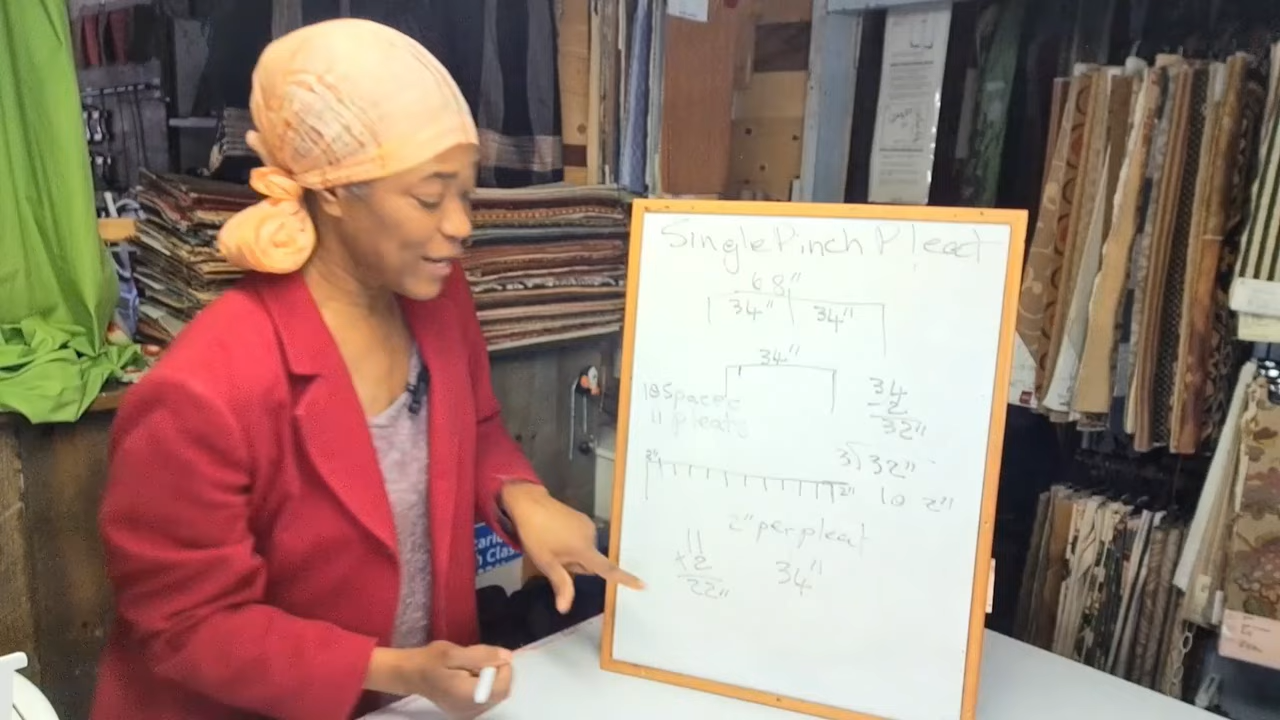 Single Pinch Pleat
68"
34" 34"
34"
34
-2
32"
10 Spaces
11 pleats
3)32"
2" 2" 10 2"
2" per pleat
11
x2
22"
34"